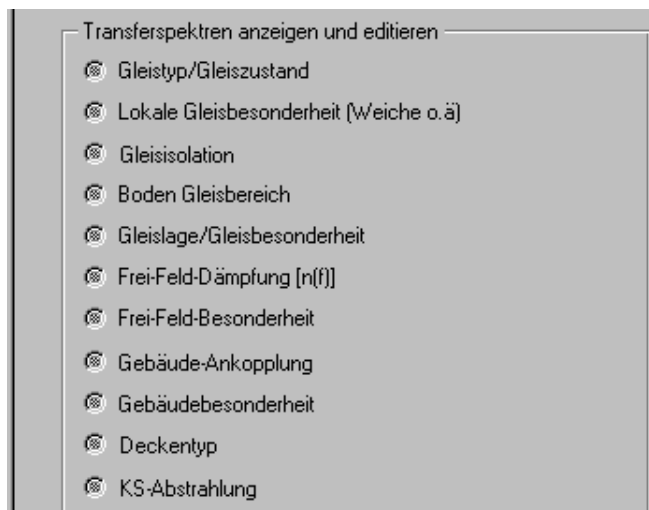 Transferspektren anzeigen und editieren
Gleistyp/Gleiszustand
Lokale Gleisbesonderheit (Weiche o.ä)
Gleisisolation
Boden Gleisbereich
Gleislage/Gleisbesonderheit
Frei-Feld-Dämpfung [n(f)]
Frei-Feld-Besonderheit
Gebäude-Ankopplung
Gebäudebesonderheit
Deckentyp
KS-Abstrahlung